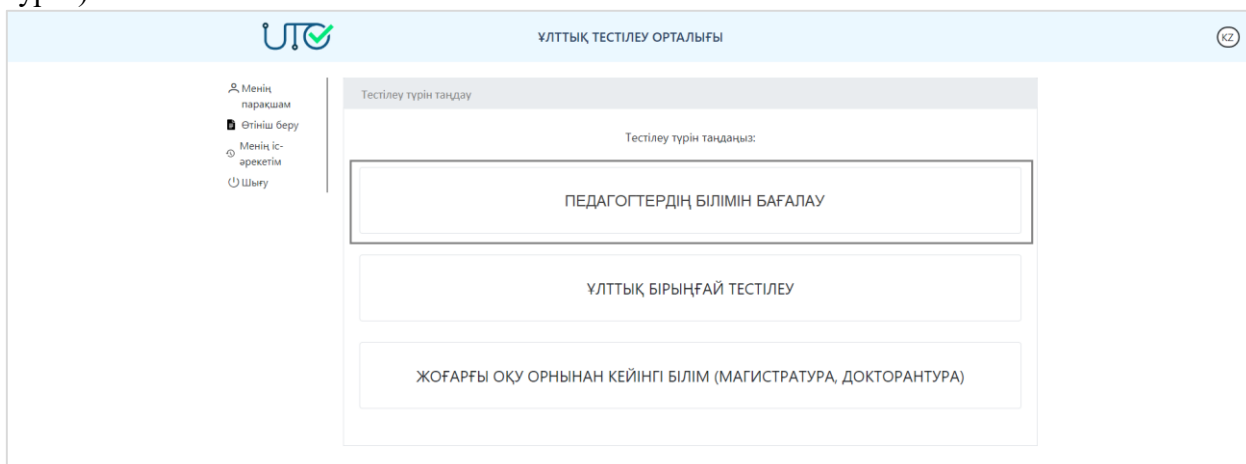 ҰЛТТЫҚ ТЕСТІЛЕУ ОРТАЛЫҒЫ
KZ
Менің
парақшам
Өтініш беру
Менің іс-
әрекетім
Шығу
Тестілеу түрін таңдау
Тестілеу түрін таңдаңыз:
ПЕДАГОГТЕРДІҢ БІЛІМІН БАҒАЛАУ
ҰЛТТЫҚ БІРЫҢҒАЙ ТЕСТІЛЕУ
ЖОҒАРҒЫ ОҚУ ОРНЫНАН КЕЙІНГІ БІЛІМ (МАГИСТРАТУРА, ДОКТОРАНТУРА)